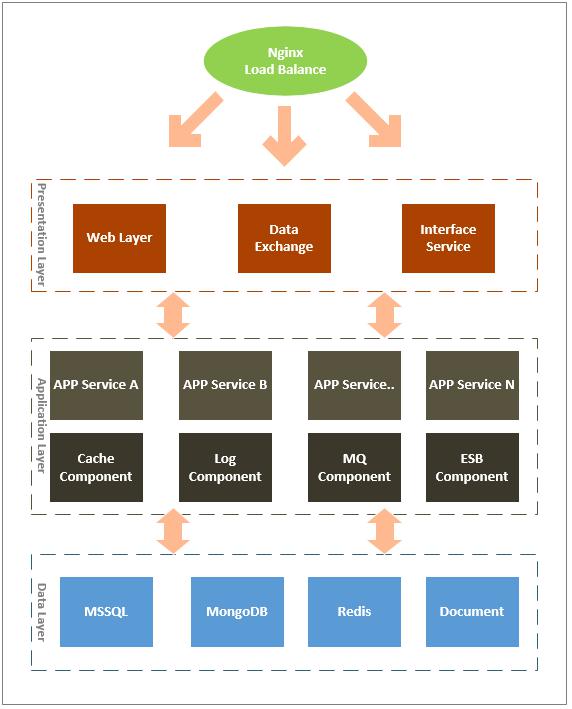 Nginx
Load Balance
Presentation Layer
Web Layer
Data
Exchange
Interface
Service
Application Layer
APP Service A
APP Service B
APP Service..
APP Service N
Cache
Component
Log
Component
MQ
Component
ESB
Component
Data Layer
MSSQL
MongoDB
Redis
Document